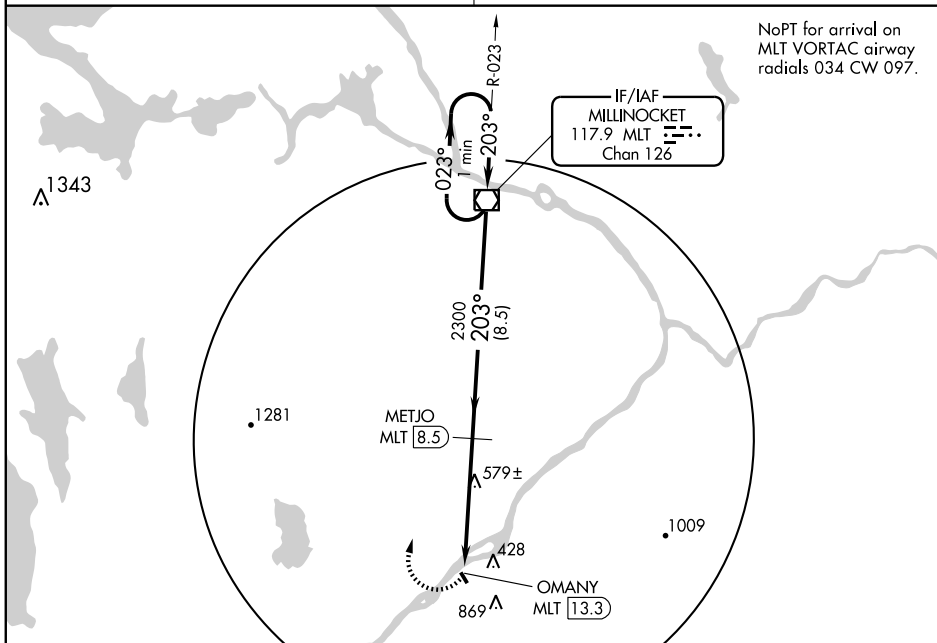 NoPT for arrival on
MLT VORTAC airway
radials 034 CW 097.
R-023
IF/IAF
MILLINOCKET
117.9 MLT
Chan 126
023°
1 min
203°
1343
2300
203°
(8.5)
1281
METJO
MLT 8.5
579±
1009
428
OMANY
MLT 13.3
869